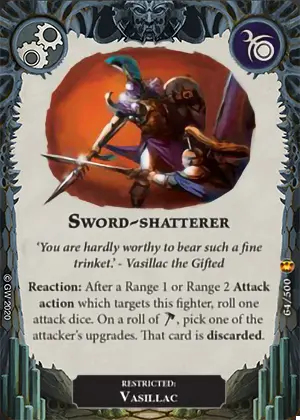 Sword-shatterer
‘You are hardly worthy to bear such a fine
trinket.’ - Vasillac the Gifted
Reaction: After a Range 1 or Range 2 Attack
action which targets this fighter, roll one
attack dice. On a roll of , pick one of the
attacker's upgrades. That card is discarded.
RESTRICTED:
Vasillac
© GW 2020
64/500